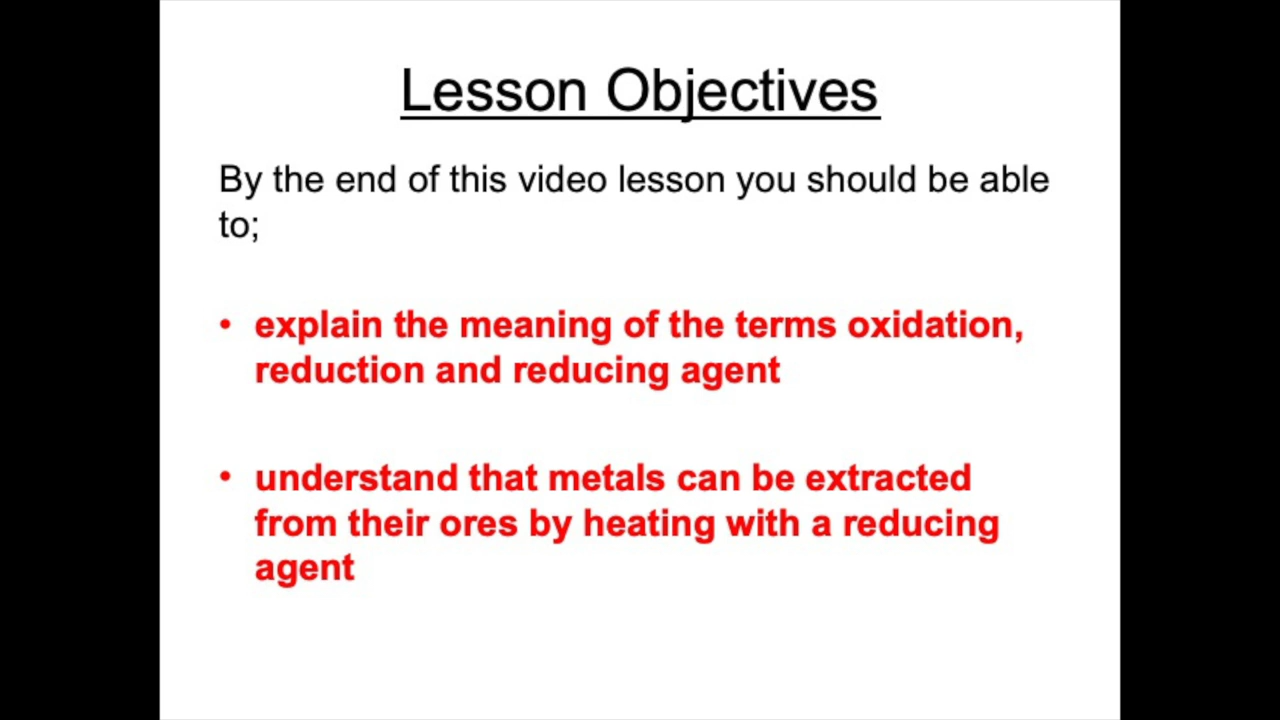 Lesson Objectives
By the end of this video lesson you should be able
to;
• explain the meaning of the terms oxidation,
reduction and reducing agent
• understand that metals can be extracted
from their ores by heating with a reducing
agent